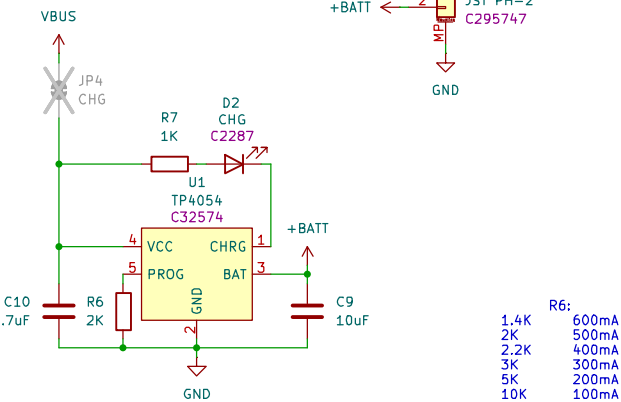 VBUS
+BATT
2
JST PH-2
C295747
MP
GND
JP4
CHG
R7
1K
D2
CHG
C2287
U1
TP4054
C32574
+BATT
4
VCC
CHRG
1
5
PROG
BAT
3
GND
2
C10
.7uF
R6
2K
C9
10uF
GND
R6:
1.4K 600mA
2K 500mA
2.2K 400mA
3K 300mA
5K 200mA
10K 100mA